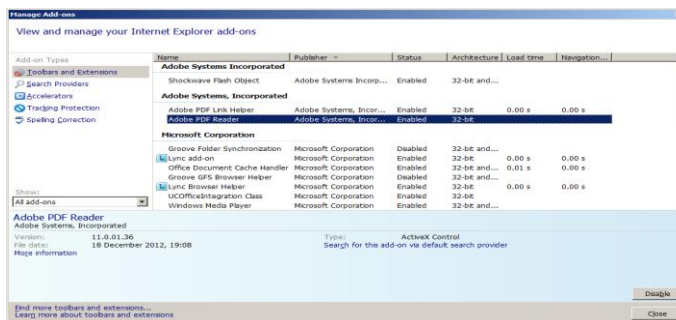 Manage Add-ons
View and manage your Internet Explorer add-ons
Add-on Types
Toolbars and Extensions
Search Providers
Accelerators
Tracking Protection
Spelling Correction
Show:
All add-ons
Name Publisher Status Architecture Load time Navigation...
Adobe Systems Incorporated
Shockwave Flash Object Adobe Systems Incorp... Enabled 32-bit and...
Adobe Systems, Incorporated
Adobe PDF Link Helper Adobe Systems, Incor... Enabled 32-bit 0.00 s 0.00 s
Adobe PDF Reader Adobe Systems, Incor... Enabled 32-bit
Microsoft Corporation
Groove Folder Synchronization Microsoft Corporation Disabled 32-bit and...
Lync add-on Microsoft Corporation Enabled 32-bit 0.00 s 0.00 s
Office Document Cache Handler Microsoft Corporation Enabled 32-bit and... 0.01 s 0.00 s
Groove GFS Browser Helper Microsoft Corporation Disabled 32-bit and...
Lync Browser Helper Microsoft Corporation Enabled 32-bit 0.00 s 0.00 s
UCOfficeIntegration Class Microsoft Corporation Enabled 32-bit
Windows Media Player Microsoft Corporation Enabled 32-bit and...
Adobe PDF Reader
Adobe Systems, Incorporated
Version: 11.0.01.36 Type: ActiveX Control
File date: 18 December 2012, 19:08 Search for this add-on via default search provider
More information
Disable
Find more toolbars and extensions...
Learn more about toolbars and extensions
Close